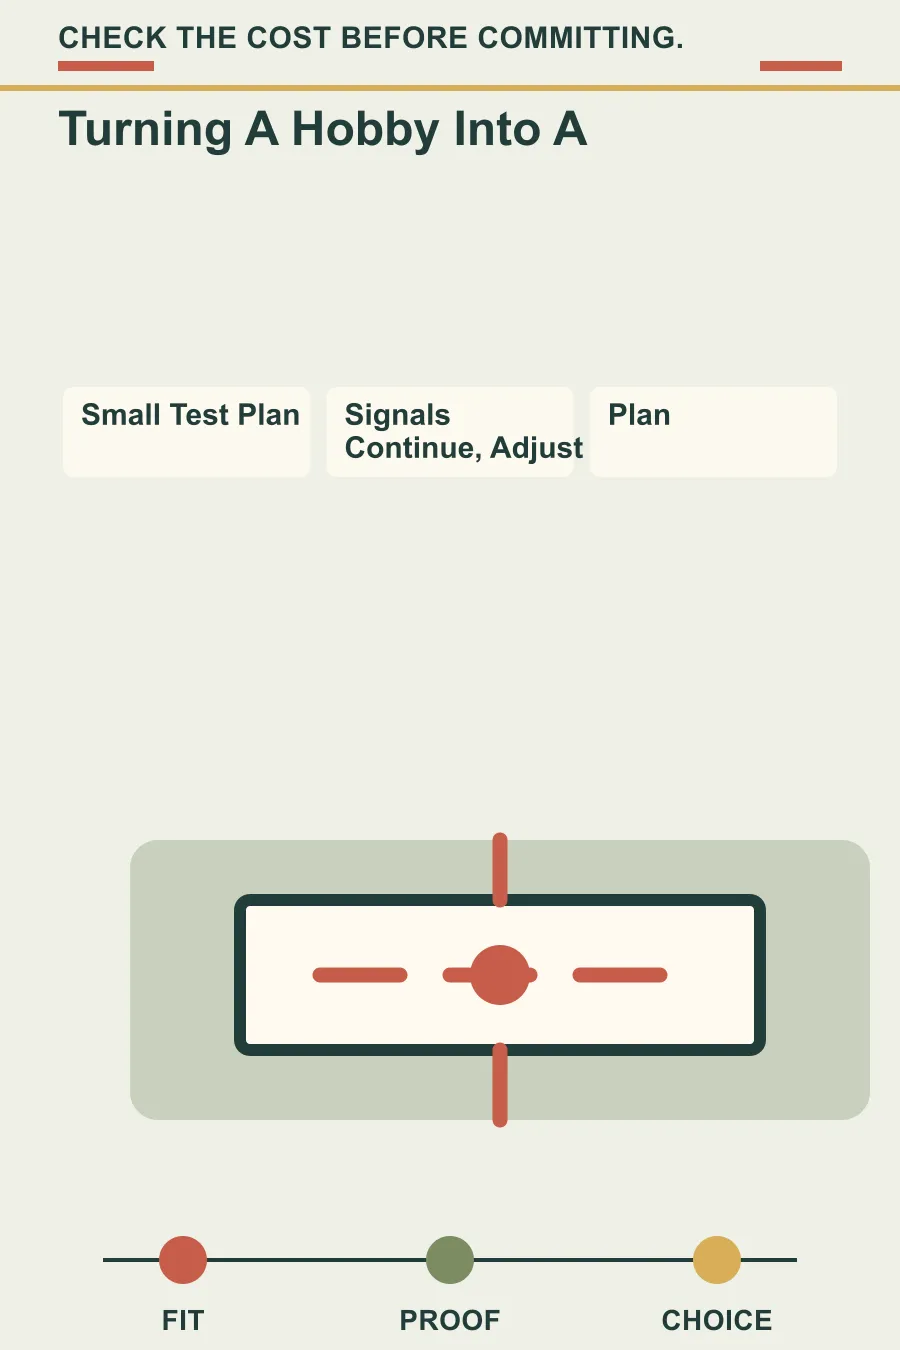 CHECK THE COST BEFORE COMMITTING.
Turning A Hobby Into A
Small Test Plan
Signals
Continue, Adjust
Plan
FIT
PROOF
CHOICE